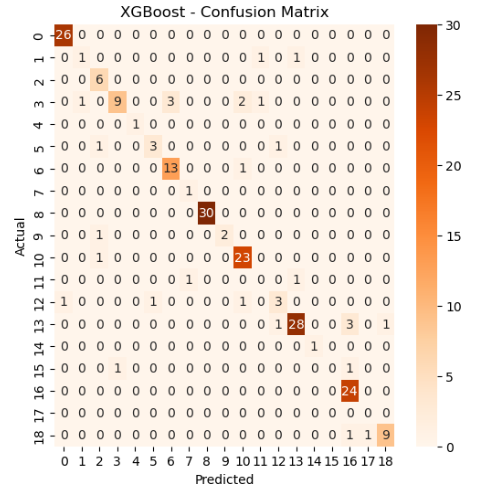 XGBoost - Confusion Matrix
0 26 0 0 0 0 0 0 0 0 0 0 0 0 0 0 0 0 0 0
1 0 1 0 0 0 0 0 0 0 0 0 1 0 1 0 0 0 0 0
2 0 0 6 0 0 0 0 0 0 0 0 0 0 0 0 0 0 0 0
3 0 1 0 9 0 0 3 0 0 0 2 1 0 0 0 0 0 0 0
4 0 0 0 0 1 0 0 0 0 0 0 0 0 0 0 0 0 0 0
5 0 0 1 0 0 3 0 0 0 0 0 0 1 0 0 0 0 0 0
6 0 0 0 0 0 0 13 0 0 0 1 0 0 0 0 0 0 0 0
7 0 0 0 0 0 0 0 1 0 0 0 0 0 0 0 0 0 0 0
8 0 0 0 0 0 0 0 0 30 0 0 0 0 0 0 0 0 0 0
9 0 0 1 0 0 0 0 0 0 2 0 0 0 0 0 0 0 0 0
10 0 0 1 0 0 0 0 0 0 0 23 0 0 0 0 0 0 0 0
11 0 0 0 0 0 0 0 1 0 0 0 0 0 1 0 0 0 0 0
12 1 0 0 0 0 1 0 0 0 0 1 0 3 0 0 0 0 0 0
13 0 0 0 0 0 0 0 0 0 0 0 0 1 28 0 0 3 0 1
14 0 0 0 0 0 0 0 0 0 0 0 0 0 0 1 0 0 0 0
15 0 0 0 1 0 0 0 0 0 0 0 0 0 0 0 0 1 0 0
16 0 0 0 0 0 0 0 0 0 0 0 0 0 0 0 0 24 0 0
17 0 0 0 0 0 0 0 0 0 0 0 0 0 0 0 0 0 0 0
18 0 0 0 0 0 0 0 0 0 0 0 0 0 0 0 0 1 1 9
0 1 2 3 4 5 6 7 8 9 10 11 12 13 14 15 16 17 18
Predicted
Actual
30
25
20
15
10
5
0